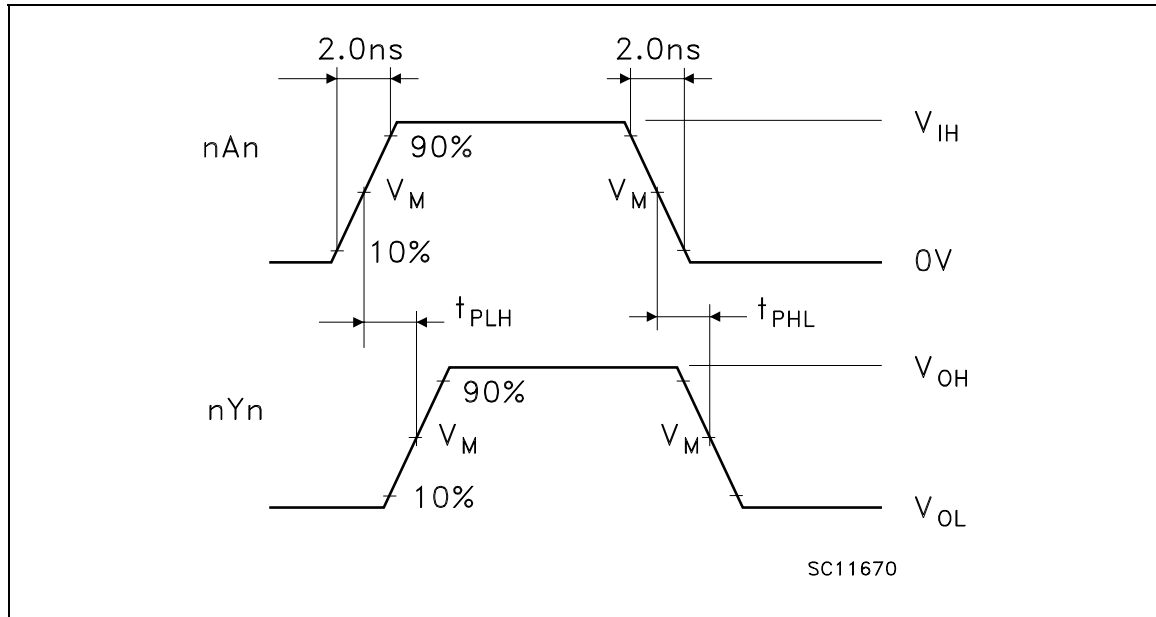 2.0ns 2.0ns
nAn 90% V_IH
V_M V_M
10% 0V
t_PLH t_PHL
nYn 90% V_OH
V_M V_M
10% V_OL
SC11670